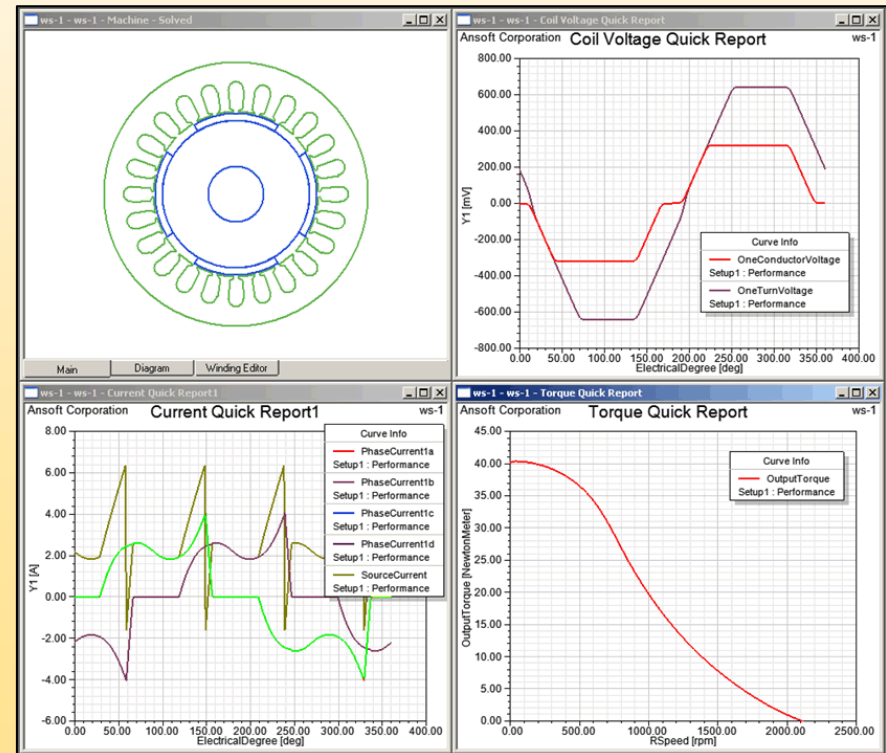 ws-1 - ws-1 - Machine - Solved
Main Diagram Winding Editor
ws-1 - ws-1 - Coil Voltage Quick Report
Ansoft Corporation Coil Voltage Quick Report ws-1
800.00
600.00
400.00
200.00
0.00
-200.00
-400.00
-600.00
-800.00
Y1 [mV]
Curve Info
OneConductorVoltage
Setup1 : Performance
OneTurnVoltage
Setup1 : Performance
0.00 50.00 100.00 150.00 200.00 250.00 300.00 350.00 400.00
ElectricalDegree [deg]
ws-1 - ws-1 - Current Quick Report1
Ansoft Corporation Current Quick Report1 ws-1
8.00
6.00
4.00
2.00
0.00
-2.00
-4.00
-6.00
Y1 [A]
Curve Info
PhaseCurrent1a
Setup1 : Performance
PhaseCurrent1b
Setup1 : Performance
PhaseCurrent1c
Setup1 : Performance
PhaseCurrent1d
Setup1 : Performance
SourceCurrent
Setup1 : Performance
0.00 50.00 100.00 150.00 200.00 250.00 300.00 350.00 400.00
ElectricalDegree [deg]
ws-1 - ws-1 - Torque Quick Report
Ansoft Corporation Torque Quick Report ws-1
45.00
40.00
35.00
30.00
25.00
20.00
15.00
10.00
5.00
0.00
OutputTorque [NewtonMeter]
Curve Info
OutputTorque
Setup1 : Performance
0.00 500.00 1000.00 1500.00 2000.00 2500.00
RSpeed [rpm]